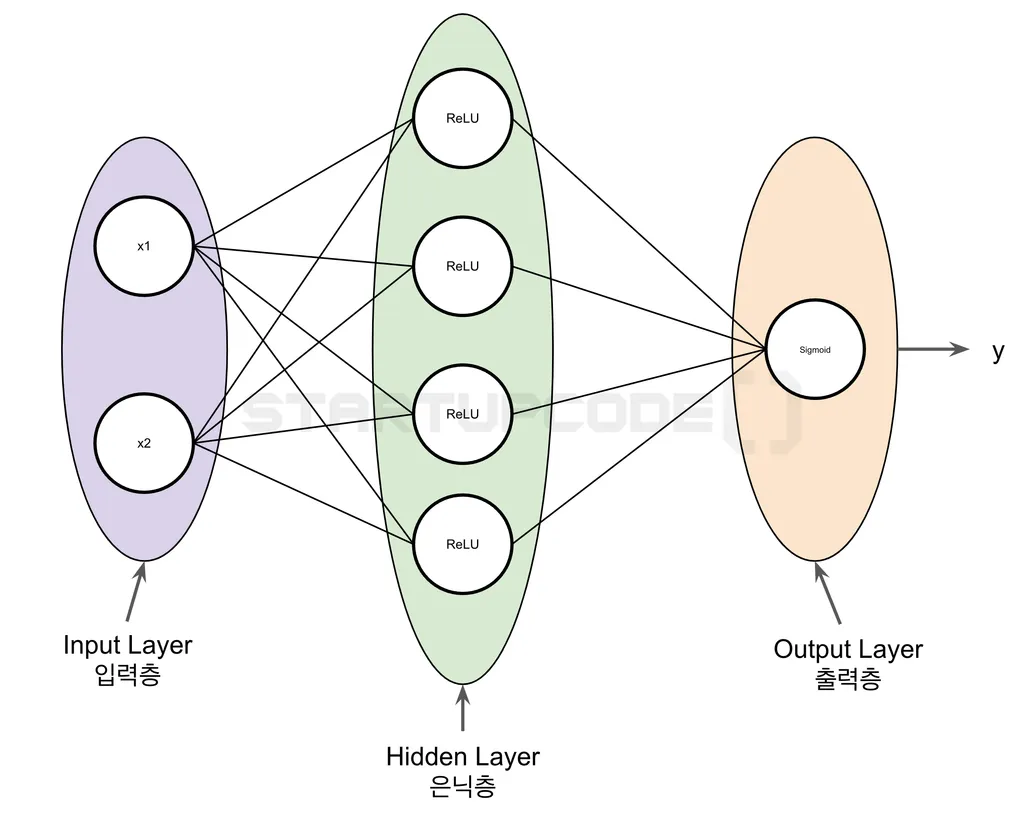 ReLU
x1
ReLU
Sigmoid
y
ReLU
x2
STARTUPCODE
ReLU
Input Layer
입력층
Output Layer
출력층
Hidden Layer
은닉층